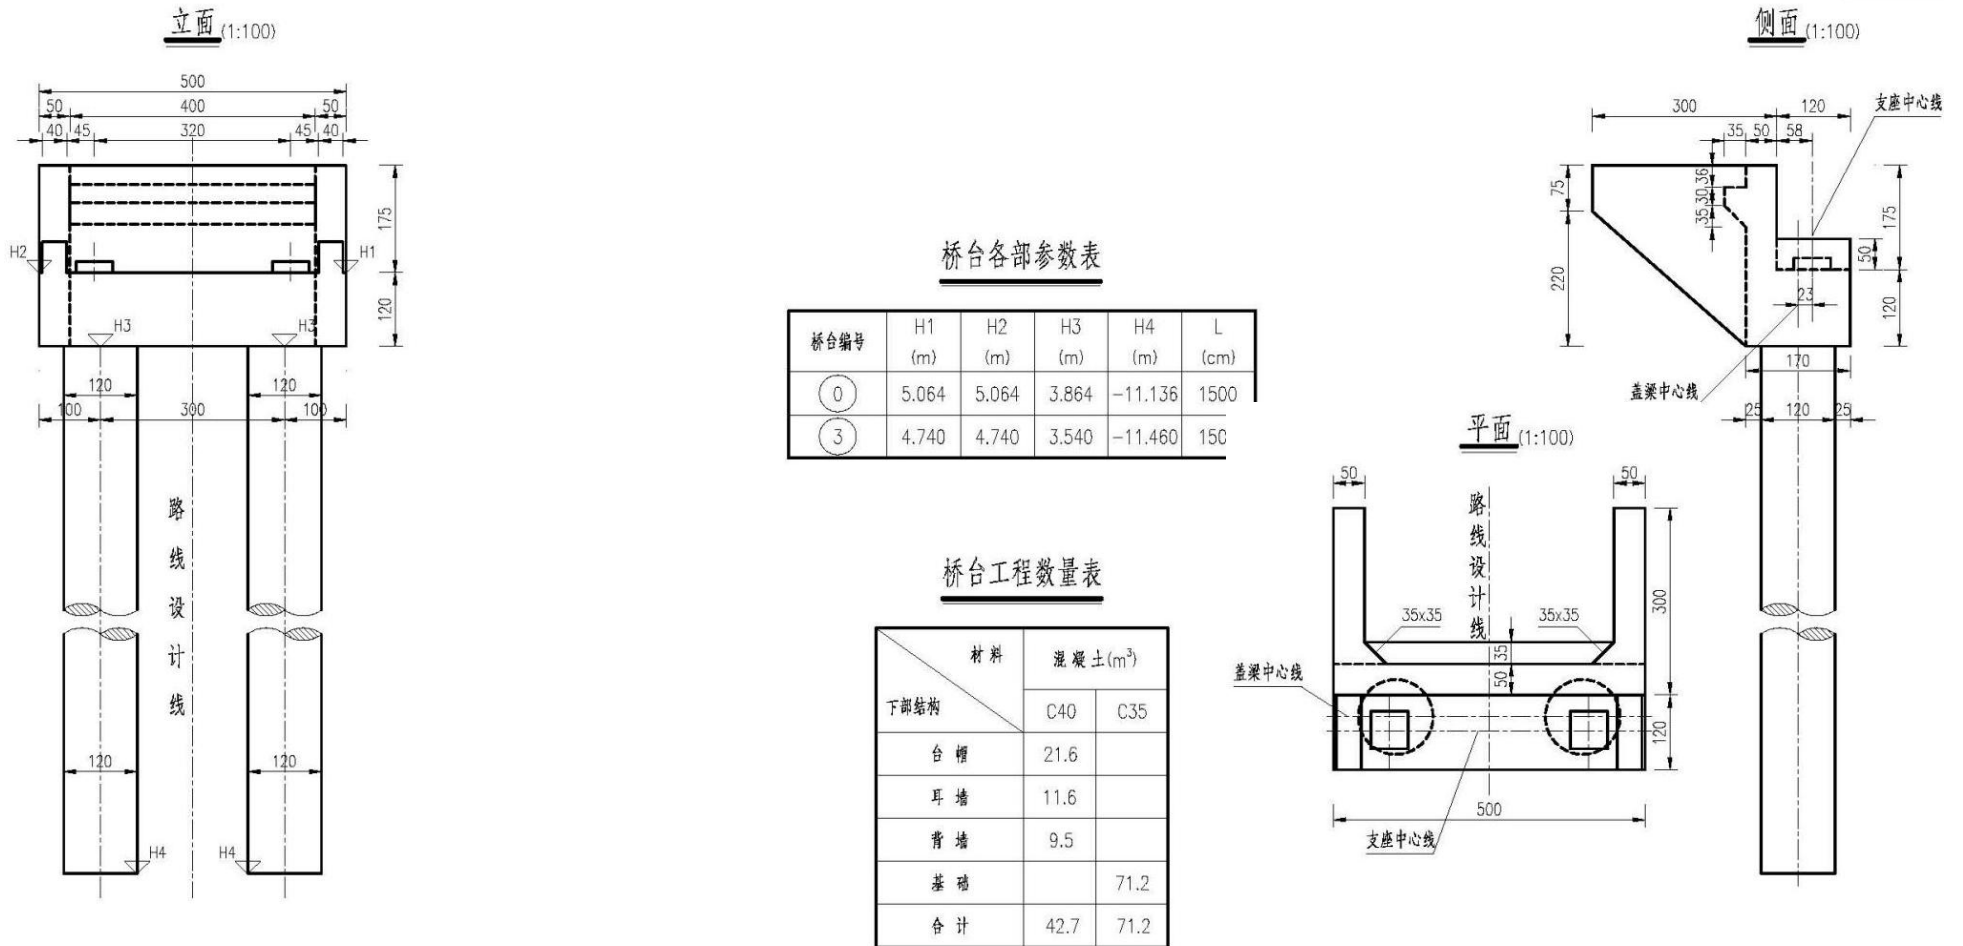 立面(1:100)
500
50 400 50
40 45 320 45 40
175
120
H2
H1
H3
H3
120
120
100 300 100
路线设计线
120
120
H4
H4
桥台各部参数表
桥台编号 H1 (m) H2 (m) H3 (m) H4 (m) L (cm)
0 5.064 5.064 3.864 -11.136 1500
3 4.740 4.740 3.540 -11.460 150
桥台工程数量表
材料 混凝土(m³)
下部结构 C40 C35
台帽 21.6
耳墙 11.6
背墙 9.5
基础 71.2
合计 42.7 71.2
侧面(1:100)
支座中心线
300 120
35 50 58
75
36
30
35
175
50
220
23
120
170
盖梁中心线
25 120 25
平面(1:100)
50 50
路线设计线
35x35 35x35
35
300
50
盖梁中心线
120
500
支座中心线